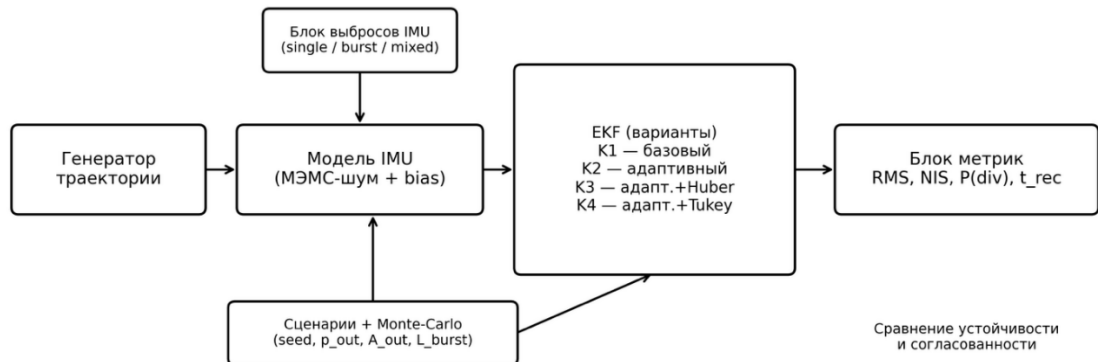 Блок выбросов IMU
(single / burst / mixed)
Генератор
траектории
Модель IMU
(МЭМС-шум + bias)
EKF (варианты)
K1 — базовый
K2 — адаптивный
K3 — адапт.+Huber
K4 — адапт.+Tukey
Блок метрик
RMS, NIS, P(div), t_rec
Сценарии + Monte-Carlo
(seed, p_out, A_out, L_burst)
Сравнение устойчивости
и согласованности